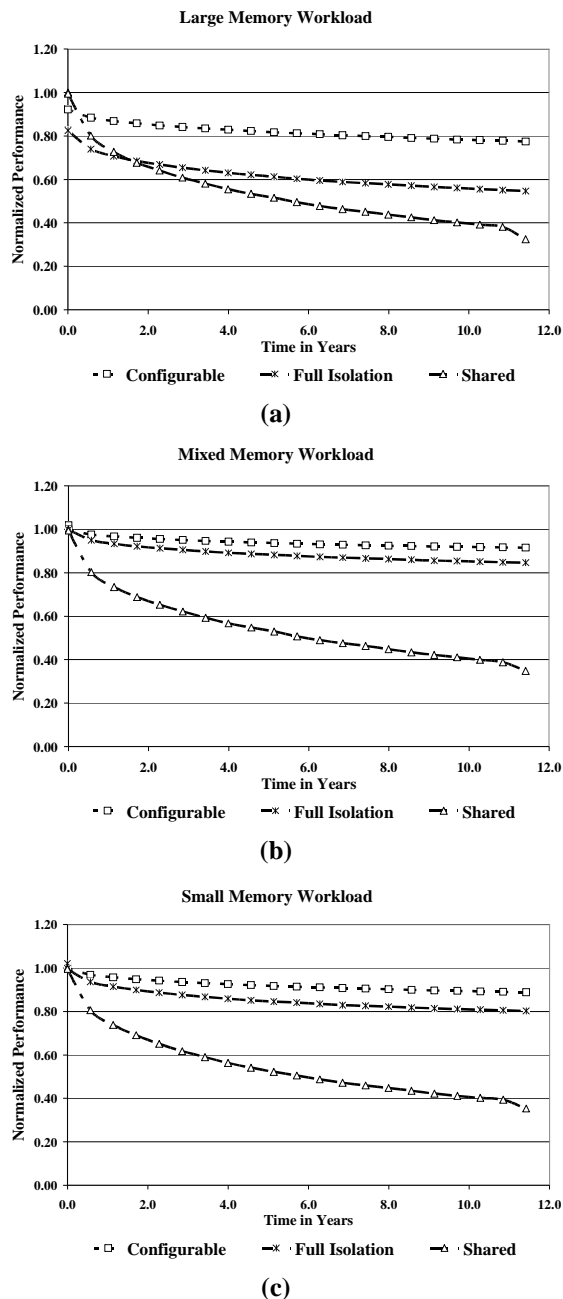 Large Memory Workload
Normalized Performance
1.20
1.00
0.80
0.60
0.40
0.20
0.00
0.0 2.0 4.0 6.0 8.0 10.0 12.0
Time in Years
Configurable Full Isolation Shared
(a)
Mixed Memory Workload
Normalized Performance
1.20
1.00
0.80
0.60
0.40
0.20
0.00
0.0 2.0 4.0 6.0 8.0 10.0 12.0
Time in Years
Configurable Full Isolation Shared
(b)
Small Memory Workload
Normalized Performance
1.20
1.00
0.80
0.60
0.40
0.20
0.00
0.0 2.0 4.0 6.0 8.0 10.0 12.0
Time in Years
Configurable Full Isolation Shared
(c)